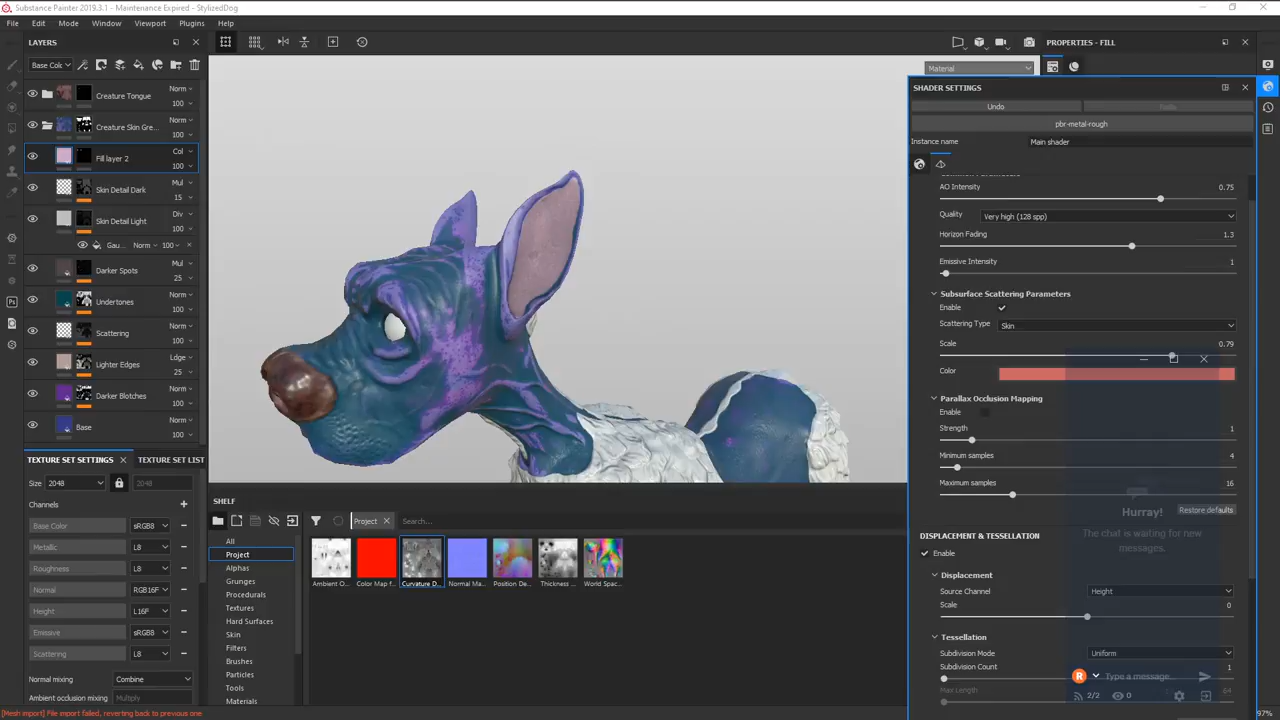 Substance Painter 2019.3.1 - Maintenance Expired - StylizedDog
File Edit Mode Window Viewport Plugins Help
LAYERS
Base Col
Creature Tongue
Norm
100
Creature Skin Gre...
Norm
100
Fill layer 2
Col
100
Skin Detail Dark
Mul
15
Skin Detail Light
Div
100
Gau... Norm 100
Darker Spots
Mul
25
Undertones
Norm
100
Scattering
Norm
100
Lighter Edges
Ldge
25
Darker Blotches
Norm
100
Base
Norm
100
TEXTURE SET SETTINGS
TEXTURE SET LIST
Size 2048 2048
Channels
Base Color sRGB8
Metallic L8
Roughness L8
Normal RGB16F
Height L16F
Emissive sRGB8
Scattering L8
Normal mixing Combine
Ambient occlusion mixing Multiply
[Mesh import] File import failed, reverting back to previous one
Material
SHELF
Project
Search...
All
Project
Alphas
Grunges
Procedurals
Textures
Hard Surfaces
Skin
Filters
Brushes
Particles
Tools
Materials
Ambient O...
Color Map f...
Curvature D...
Normal Ma...
Position De...
Thickness ...
World Spac...
PROPERTIES - FILL
SHADER SETTINGS
Undo
pbr-metal-rough
Instance name Main shader
AO Intensity 0.75
Quality Very high (128 spp)
Horizon Fading 1.3
Emissive Intensity 1
Subsurface Scattering Parameters
Enable
Scattering Type Skin
Scale 0.79
Color
Parallax Occlusion Mapping
Enable
Strength 1
Minimum samples 4
Maximum samples 16
Restore defaults
Hurray!
The chat is waiting for new
messages.
DISPLACEMENT & TESSELLATION
Enable
Displacement
Source Channel Height
Scale 0
Tessellation
Subdivision Mode Uniform
Subdivision Count 1
R Type a message...
Max Length 64
2/2 0
97%